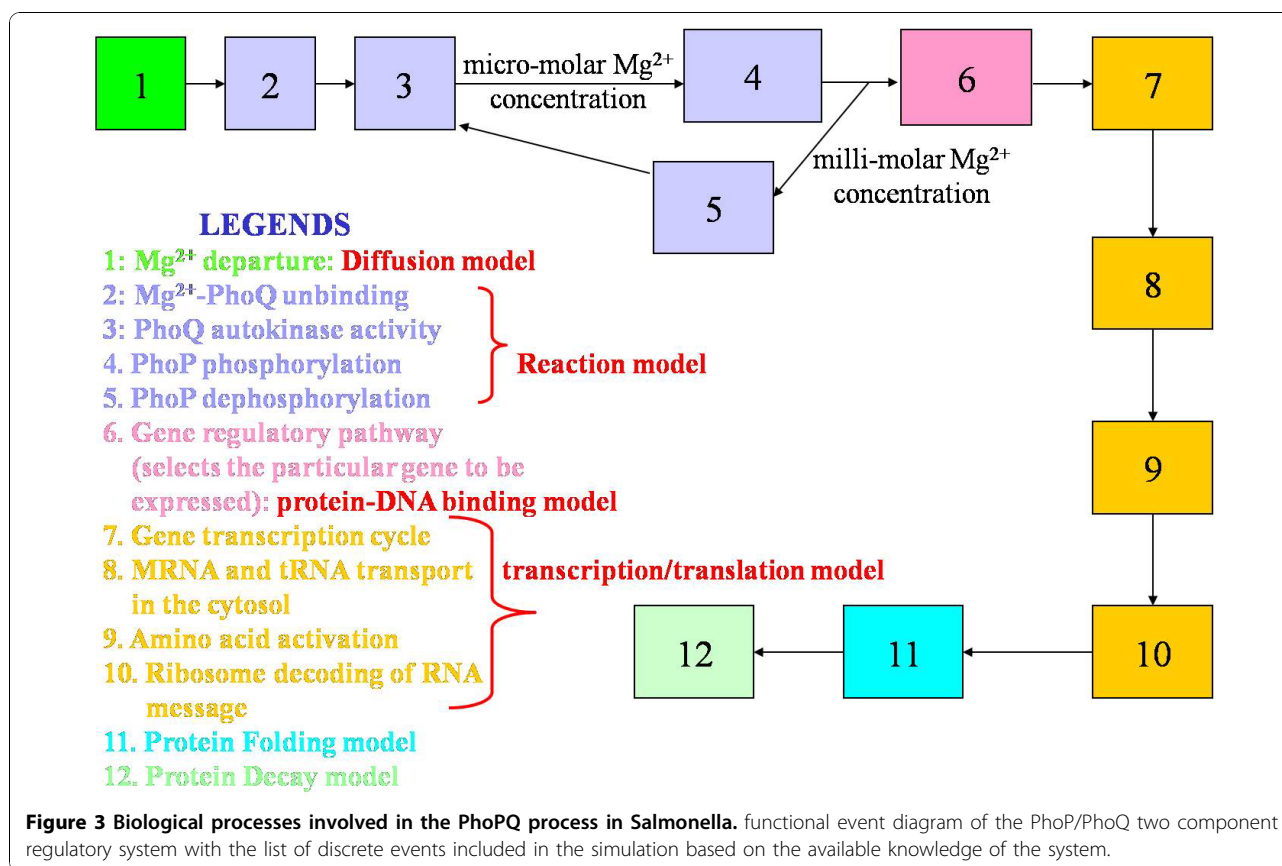 1
2
3
micro-molar Mg²⁺
concentration
4
6
7
milli-molar Mg²⁺
concentration
5
8
9
10
11
12
LEGENDS
1: Mg²⁺ departure: Diffusion model
2: Mg²⁺-PhoQ unbinding
3: PhoQ autokinase activity
4. PhoP phosphorylation
5. PhoP dephosphorylation
Reaction model
6. Gene regulatory pathway
(selects the particular gene to be
expressed): protein-DNA binding model
7. Gene transcription cycle
8. MRNA and tRNA transport
in the cytosol
9. Amino acid activation
10. Ribosome decoding of RNA
message
transcription/translation model
11. Protein Folding model
12. Protein Decay model
Figure 3 Biological processes involved in the PhoPQ process in Salmonella. functional event diagram of the PhoP/PhoQ two component
regulatory system with the list of discrete events included in the simulation based on the available knowledge of the system.